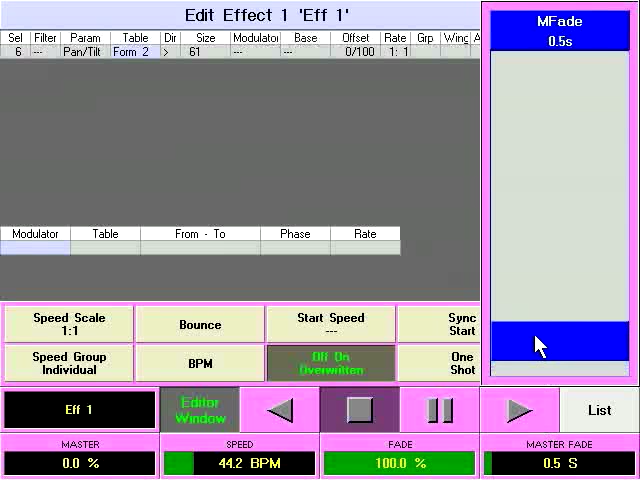 Edit Effect 1 'Eff 1'
MFade
0.5s
Sel Filter Param Table Dir Size Modulator Base Offset Rate Grp Wing A
6 --- Pan/Tilt Form 2 > 61 --- --- 0/100 1: 1
Modulator Table From - To Phase Rate
Speed Scale
1:1
Bounce
Start Speed
---
Sync
Start
Speed Group
Individual
BPM
Off On
Overwritten
One
Shot
Eff 1
Editor
Window
List
MASTER
0.0 %
SPEED
44.2 BPM
FADE
100.0 %
MASTER FADE
0.5 S